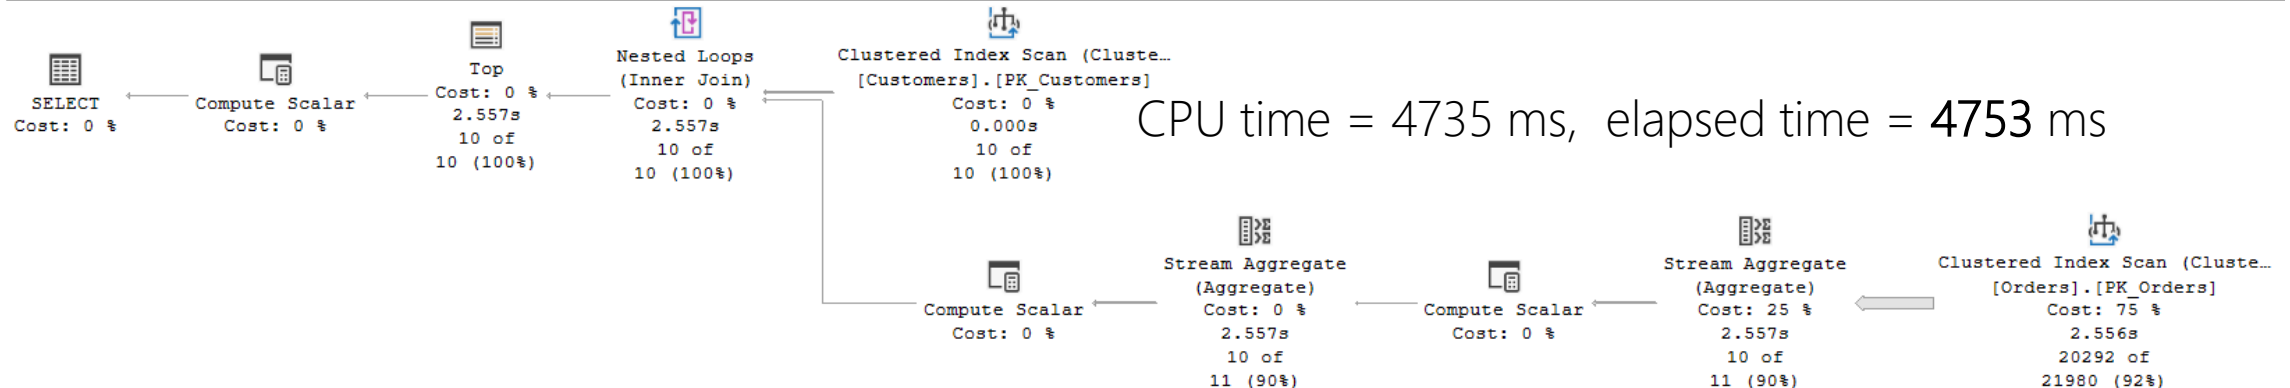 SELECT
Cost: 0 %
Compute Scalar
Cost: 0 %
Top
Cost: 0 %
2.557s
10 of
10 (100%)
Nested Loops
(Inner Join)
Cost: 0 %
2.557s
10 of
10 (100%)
Clustered Index Scan (Cluste…
[Customers].[PK_Customers]
Cost: 0 %
0.000s
10 of
10 (100%)
CPU time = 4735 ms, elapsed time = 4753 ms
Compute Scalar
Cost: 0 %
Stream Aggregate
(Aggregate)
Cost: 0 %
2.557s
10 of
11 (90%)
Compute Scalar
Cost: 0 %
Stream Aggregate
(Aggregate)
Cost: 25 %
2.557s
10 of
11 (90%)
Clustered Index Scan (Cluste…
[Orders].[PK_Orders]
Cost: 75 %
2.556s
20292 of
21980 (92%)